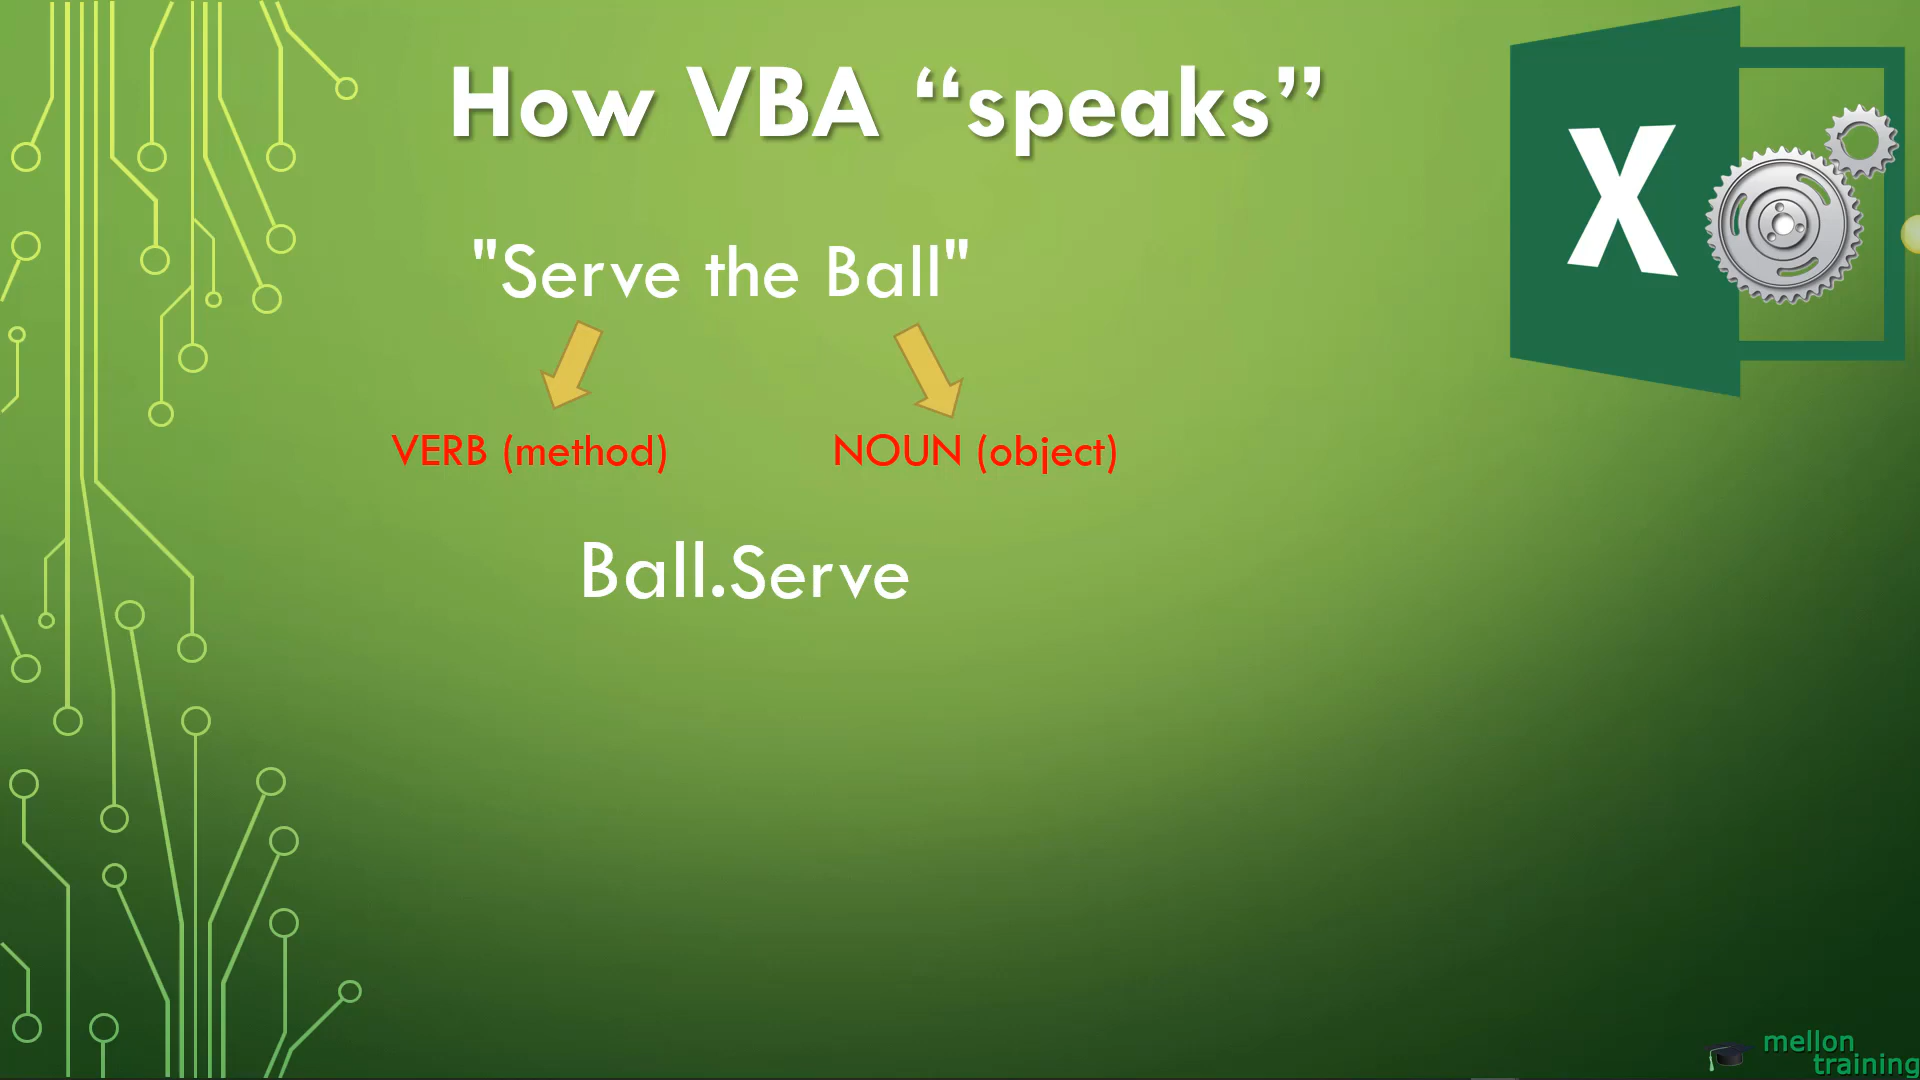 How VBA “speaks”
"Serve the Ball"
VERB (method) NOUN (object)
Ball.Serve
X
mellon
training